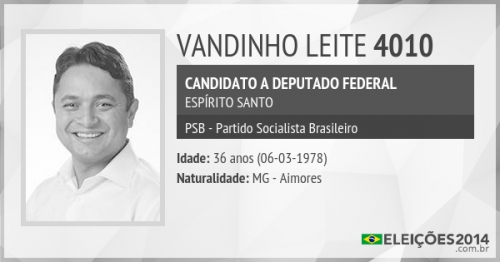 VANDINHO LEITE 4010
CANDIDATO A DEPUTADO FEDERAL
ESPÍRITO SANTO
PSB - Partido Socialista Brasileiro
Idade: 36 anos (06-03-1978)
Naturalidade: MG - Aimores
ELEIÇÕES2014
.com.br